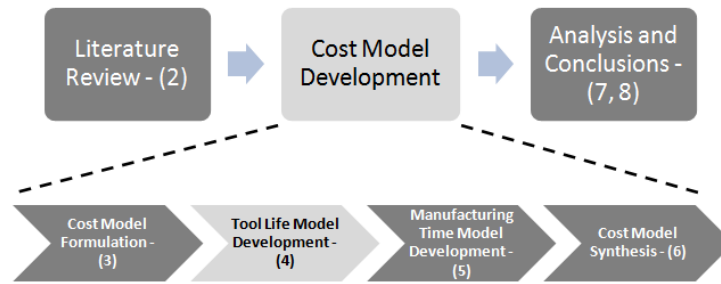 Literature
Review - (2)
Cost Model
Development
Analysis and
Conclusions -
(7, 8)
Cost Model
Formulation -
(3)
Tool Life Model
Development -
(4)
Manufacturing
Time Model
Development -
(5)
Cost Model
Synthesis - (6)